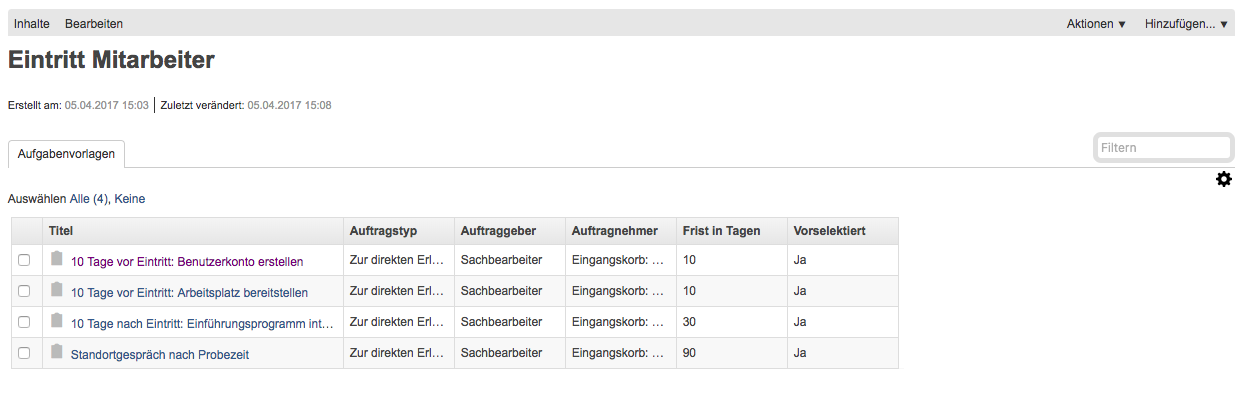 Inhalte Bearbeiten Aktionen ▼ Hinzufügen... ▼
Eintritt Mitarbeiter
Erstellt am: 05.04.2017 15:03 Zuletzt verändert: 05.04.2017 15:08
Aufgabenvorlagen Filtern
Auswählen Alle (4), Keine
Titel Auftragstyp Auftraggeber Auftragnehmer Frist in Tagen Vorselektiert
10 Tage vor Eintritt: Benutzerkonto erstellen Zur direkten Erl… Sachbearbeiter Eingangskorb: … 10 Ja
10 Tage vor Eintritt: Arbeitsplatz bereitstellen Zur direkten Erl… Sachbearbeiter Eingangskorb: … 10 Ja
10 Tage nach Eintritt: Einführungsprogramm int… Zur direkten Erl… Sachbearbeiter Eingangskorb: … 30 Ja
Standortgespräch nach Probezeit Zur direkten Erl… Sachbearbeiter Eingangskorb: … 90 Ja